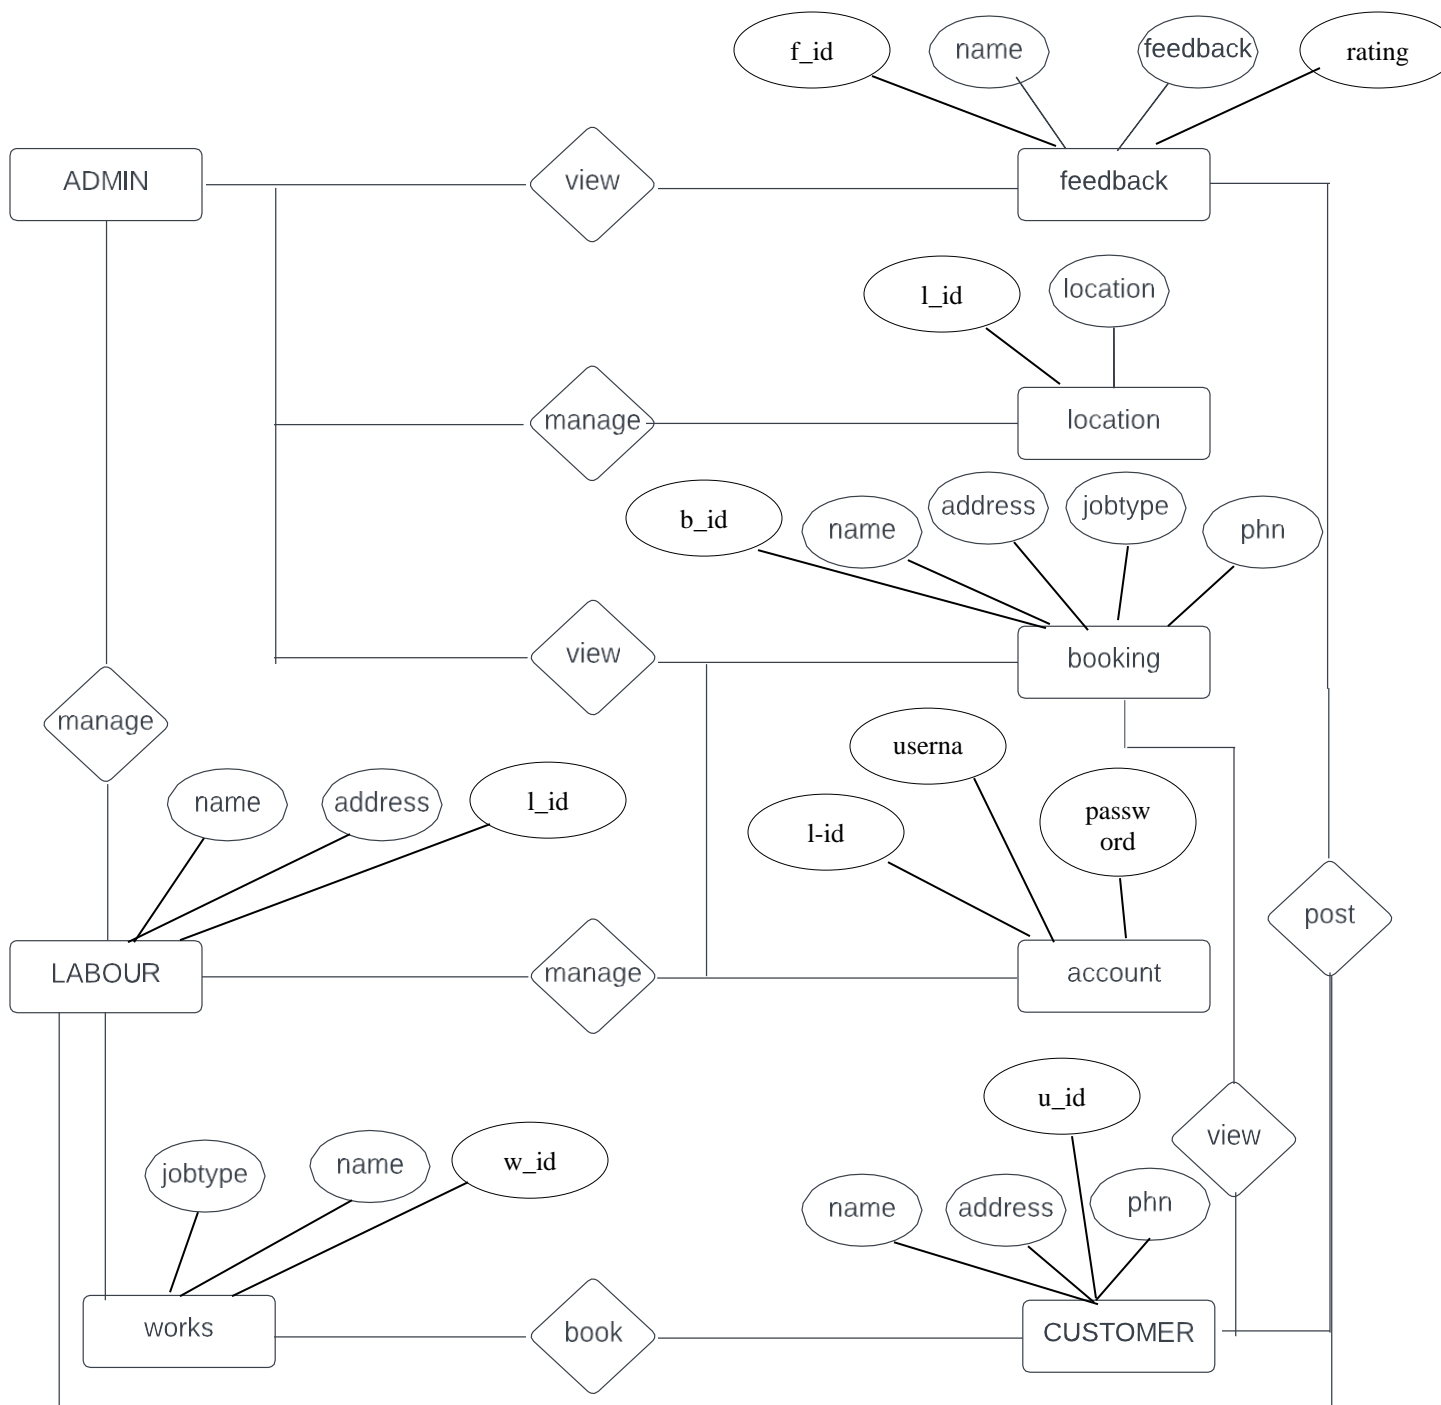 f_id
name
feedback
rating
ADMIN
view
feedback
l_id
location
manage
location
b_id
name
address
jobtype
phn
view
booking
manage
userna
name
address
l_id
l-id
passw
ord
post
LABOUR
manage
account
u_id
view
jobtype
name
w_id
name
address
phn
works
book
CUSTOMER